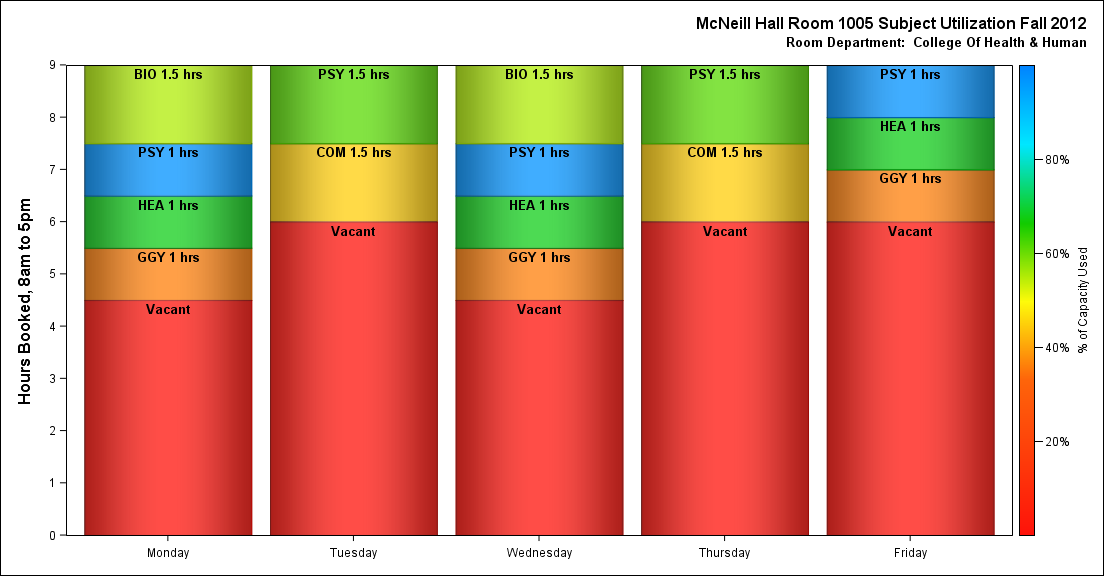 McNeill Hall Room 1005 Subject Utilization Fall 2012
Room Department: College Of Health & Human
Hours Booked, 8am to 5pm
9
8
7
6
5
4
3
2
1
0
BIO 1.5 hrs
PSY 1 hrs
HEA 1 hrs
GGY 1 hrs
Vacant
PSY 1.5 hrs
COM 1.5 hrs
Vacant
BIO 1.5 hrs
PSY 1 hrs
HEA 1 hrs
GGY 1 hrs
Vacant
PSY 1.5 hrs
COM 1.5 hrs
Vacant
PSY 1 hrs
HEA 1 hrs
GGY 1 hrs
Vacant
Monday
Tuesday
Wednesday
Thursday
Friday
80%
60%
40%
20%
% of Capacity Used